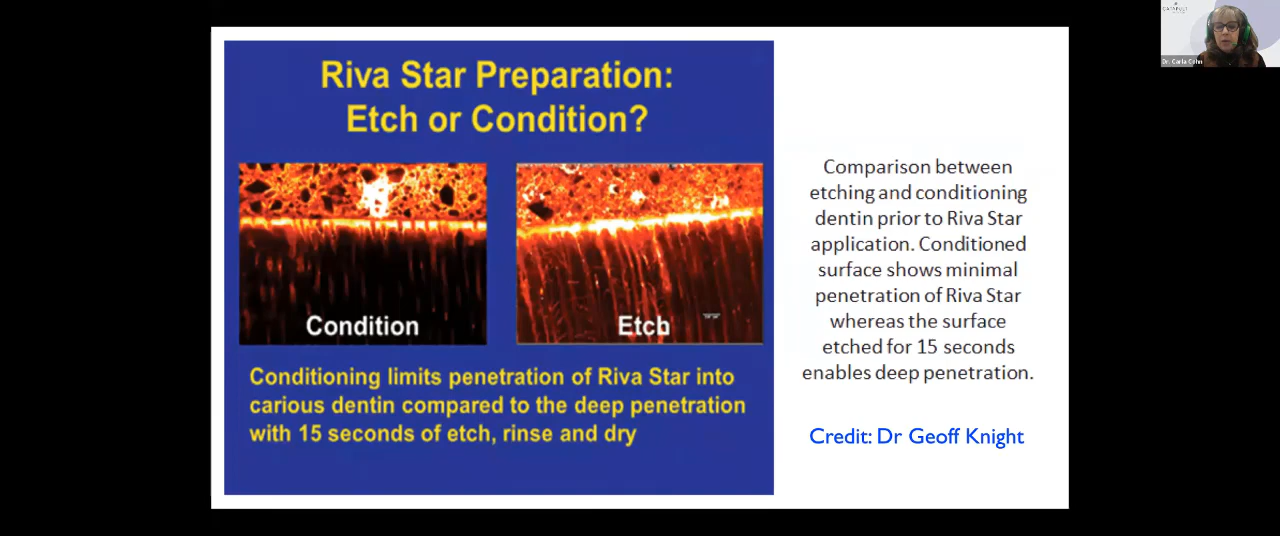 Riva Star Preparation:
Etch or Condition?
Condition
Etch
Conditioning limits penetration of Riva Star into
carious dentin compared to the deep penetration
with 15 seconds of etch, rinse and dry
Comparison between
etching and conditioning
dentin prior to Riva Star
application. Conditioned
surface shows minimal
penetration of Riva Star
whereas the surface
etched for 15 seconds
enables deep penetration.
Credit: Dr Geoff Knight
CATAPULT
Dr. Carla Cohn